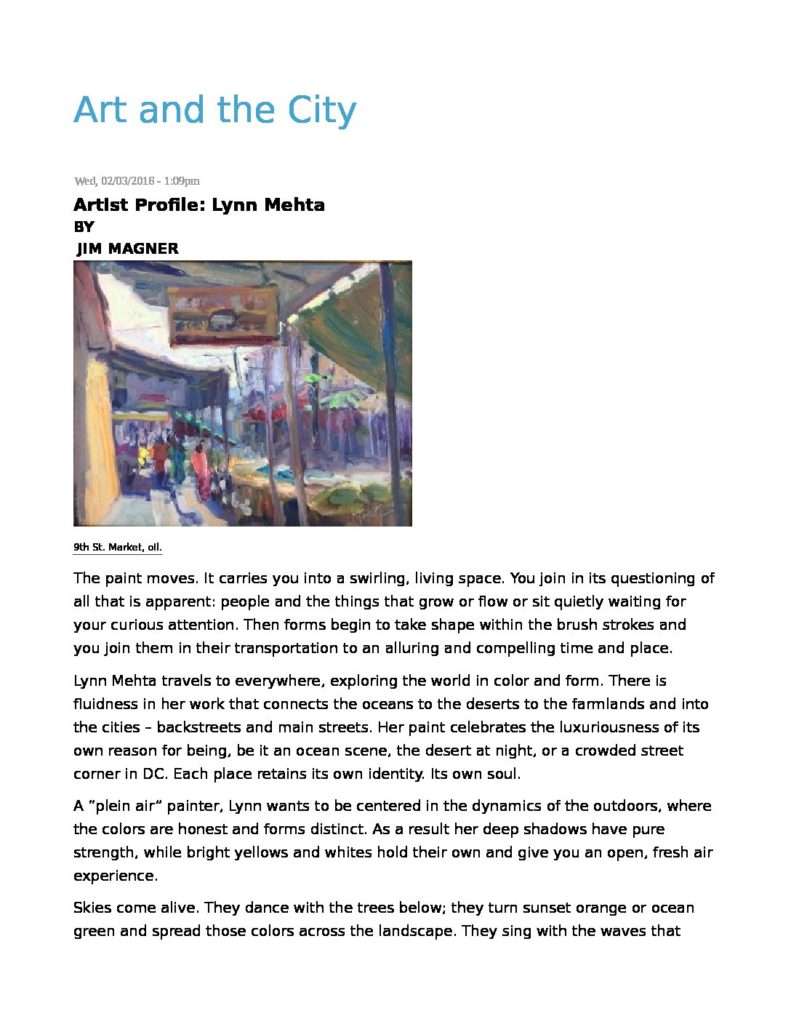 Art and the City
Wed, 02/03/2016 - 1:09pm
Artist Profile: Lynn Mehta
BY
JIM MAGNER
9th St. Market, oil.
The paint moves. It carries you into a swirling, living space. You join in its questioning of
all that is apparent: people and the things that grow or flow or sit quietly waiting for
your curious attention. Then forms begin to take shape within the brush strokes and
you join them in their transportation to an alluring and compelling time and place.
Lynn Mehta travels to everywhere, exploring the world in color and form. There is
fluidness in her work that connects the oceans to the deserts to the farmlands and into
the cities – backstreets and main streets. Her paint celebrates the luxuriousness of its
own reason for being, be it an ocean scene, the desert at night, or a crowded street
corner in DC. Each place retains its own identity. Its own soul.
A “plein air“ painter, Lynn wants to be centered in the dynamics of the outdoors, where
the colors are honest and forms distinct. As a result her deep shadows have pure
strength, while bright yellows and whites hold their own and give you an open, fresh air
experience.
Skies come alive. They dance with the trees below; they turn sunset orange or ocean
green and spread those colors across the landscape. They sing with the waves that